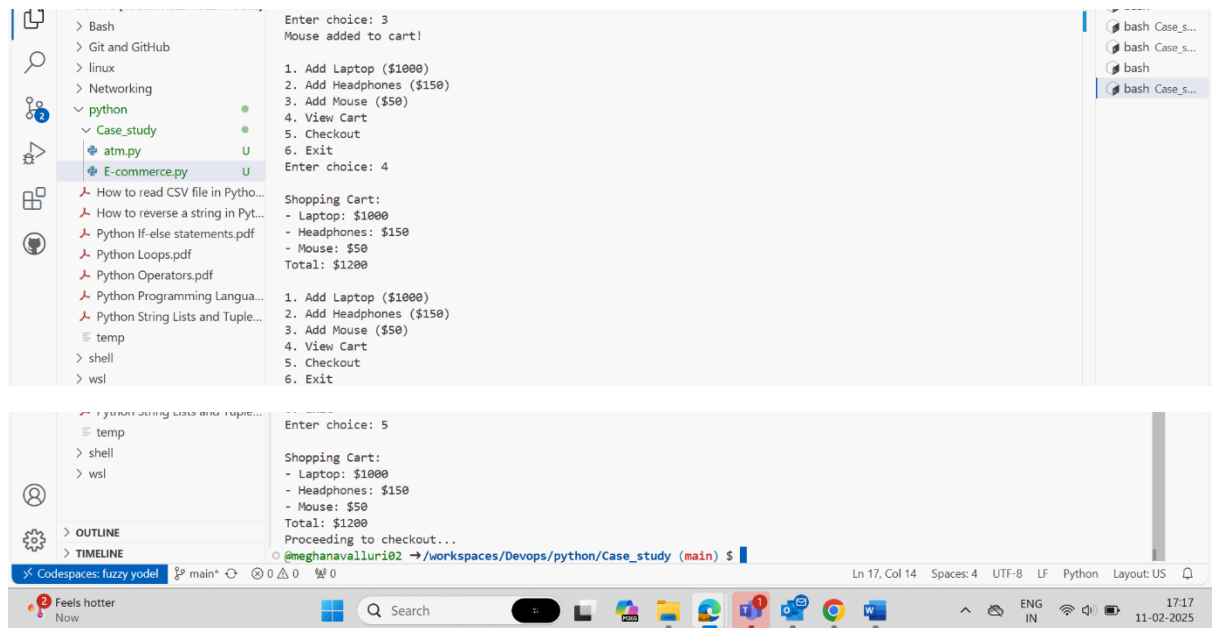 > Bash
> Git and GitHub
> linux
> Networking
2
python
Case_study
atm.py U
E-commerce.py U
How to read CSV file in Pytho...
How to reverse a string in Pyt...
Python If-else statements.pdf
Python Loops.pdf
Python Operators.pdf
Python Programming Langua...
Python String Lists and Tuple...
temp
> shell
> wsl
Enter choice: 3
Mouse added to cart!
1. Add Laptop ($1000)
2. Add Headphones ($150)
3. Add Mouse ($50)
4. View Cart
5. Checkout
6. Exit
Enter choice: 4
Shopping Cart:
- Laptop: $1000
- Headphones: $150
- Mouse: $50
Total: $1200
1. Add Laptop ($1000)
2. Add Headphones ($150)
3. Add Mouse ($50)
4. View Cart
5. Checkout
6. Exit
bash Case_s...
bash Case_s...
bash
bash Case_s...
Python String Lists and Tuple...
temp
> shell
> wsl
> OUTLINE
> TIMELINE
Enter choice: 5
Shopping Cart:
- Laptop: $1000
- Headphones: $150
- Mouse: $50
Total: $1200
Proceeding to checkout...
@meghanavalluri02 →/workspaces/Devops/python/Case_study (main) $
Codespaces: fuzzy yodel main* 0 0 0 Ln 17, Col 14 Spaces: 4 UTF-8 LF Python Layout: US
2 Feels hotter
Now
Search
1
ENG
IN
17:17
11-02-2025